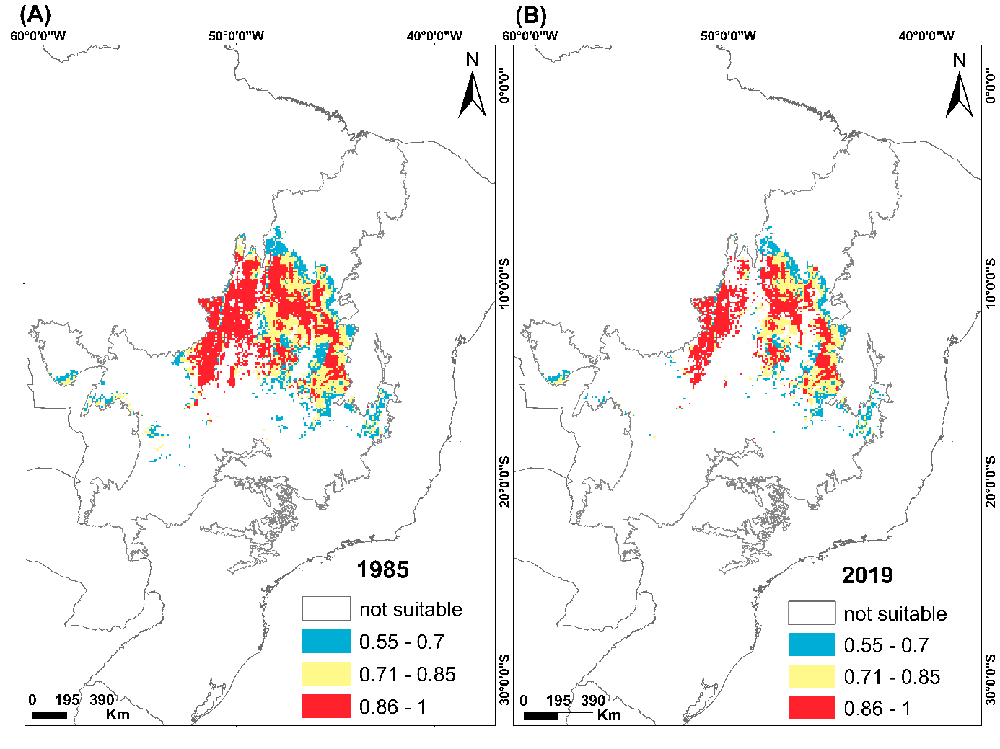 (A)
60°0'0"W 50°0'0"W 40°0'0"W
N
0°0'0"
10°0'0"S
20°0'0"S
30°0'0"S
1985
not suitable
0.55 - 0.7
0.71 - 0.85
0.86 - 1
0 195 390
Km
(B)
60°0'0"W 50°0'0"W 40°0'0"W
N
0°0'0"
10°0'0"S
20°0'0"S
30°0'0"S
2019
not suitable
0.55 - 0.7
0.71 - 0.85
0.86 - 1
0 195 390
Km